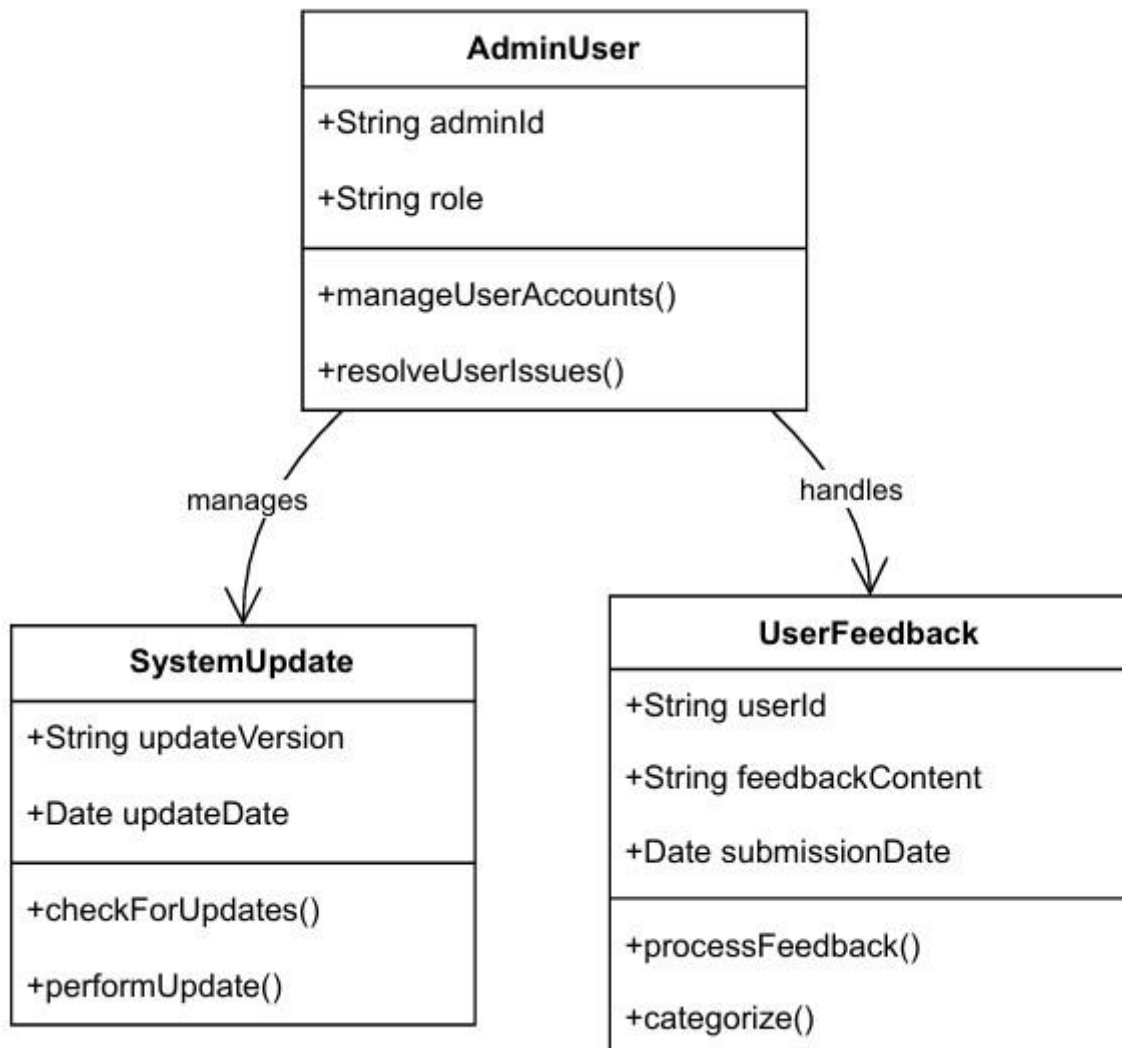 AdminUser
+String adminId
+String role
+manageUserAccounts()
+resolveUserIssues()
manages
handles
SystemUpdate
+String updateVersion
+Date updateDate
+checkForUpdates()
+performUpdate()
UserFeedback
+String userId
+String feedbackContent
+Date submissionDate
+processFeedback()
+categorize()